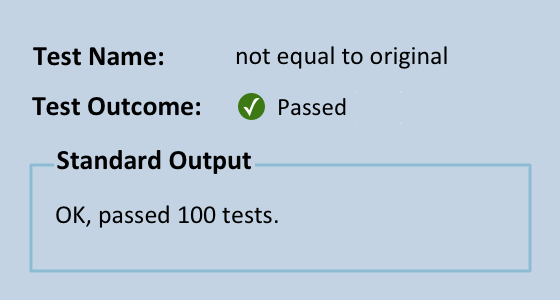 Test Name: not equal to original
Test Outcome: Passed
Standard Output
OK, passed 100 tests.